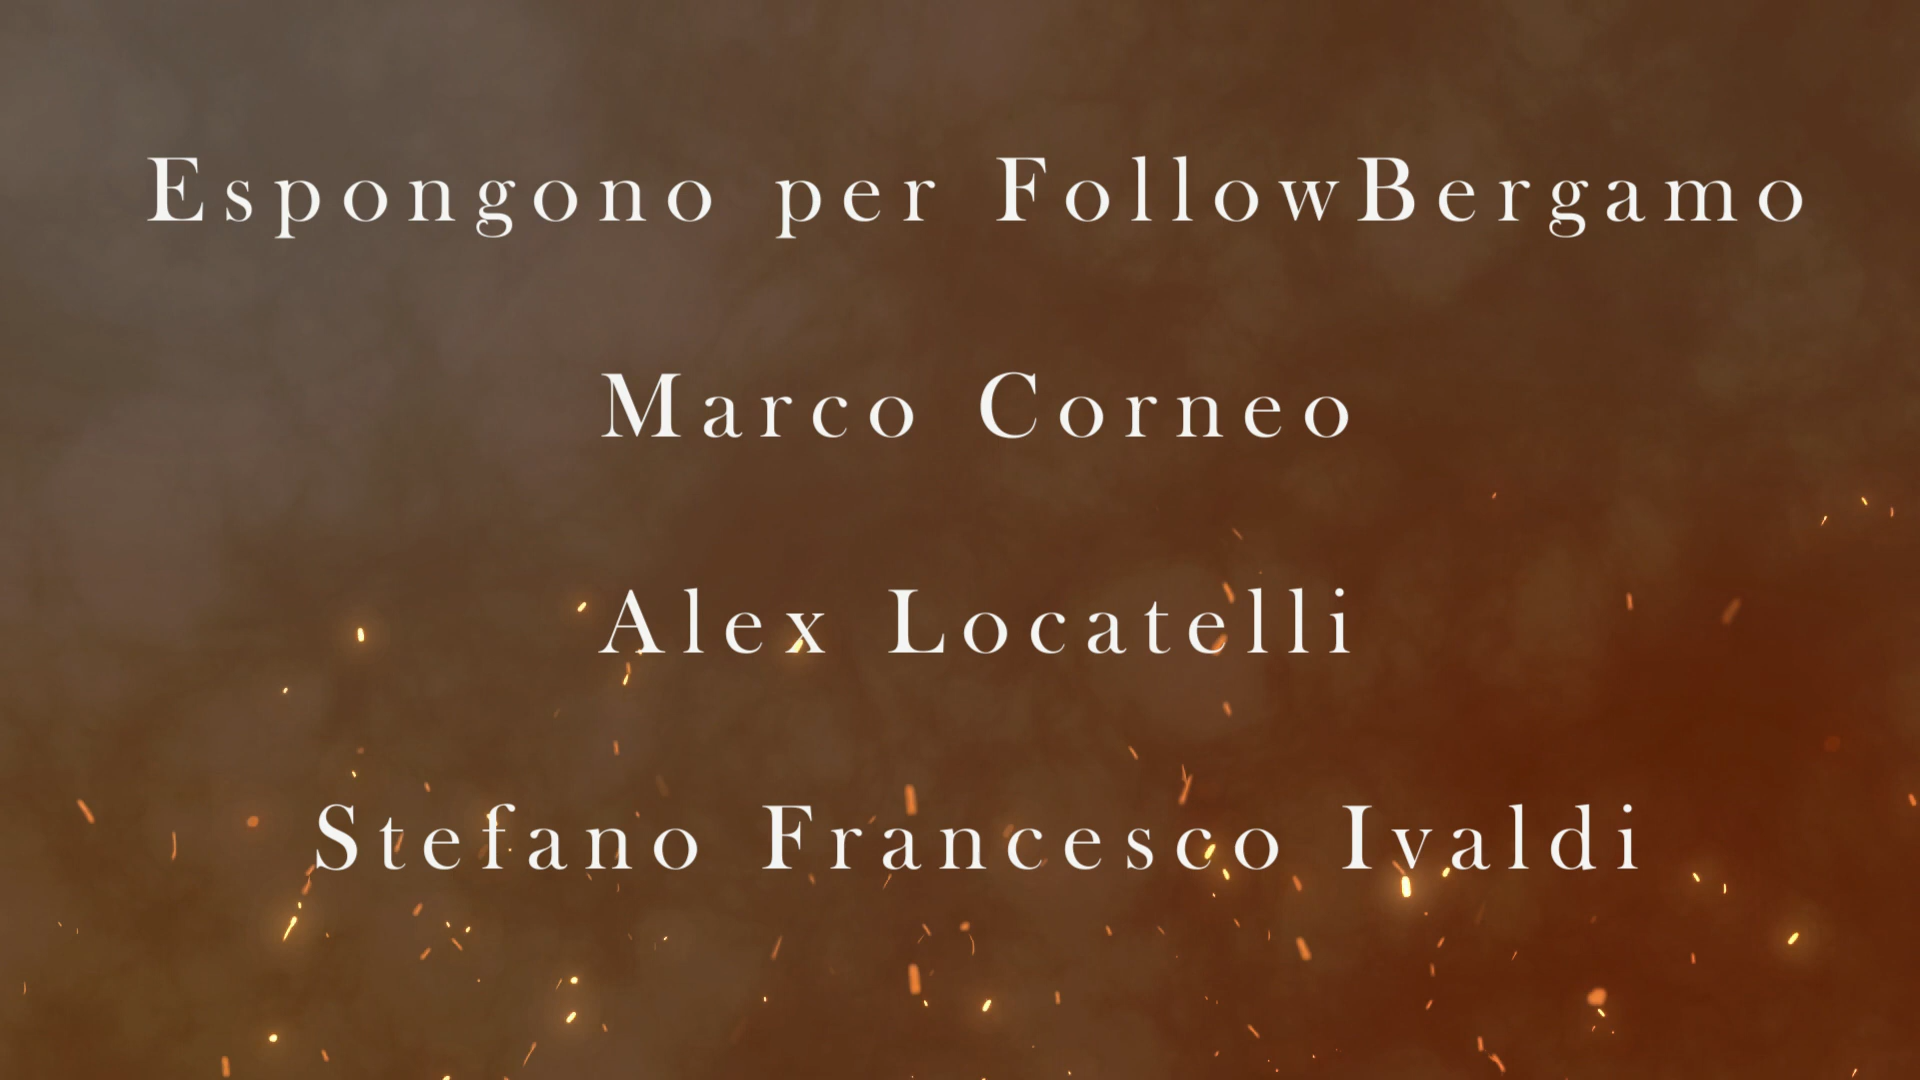 Espongono per FollowBergamo
Marco Corneo
Alex Locatelli
Stefano Francesco Ivaldi